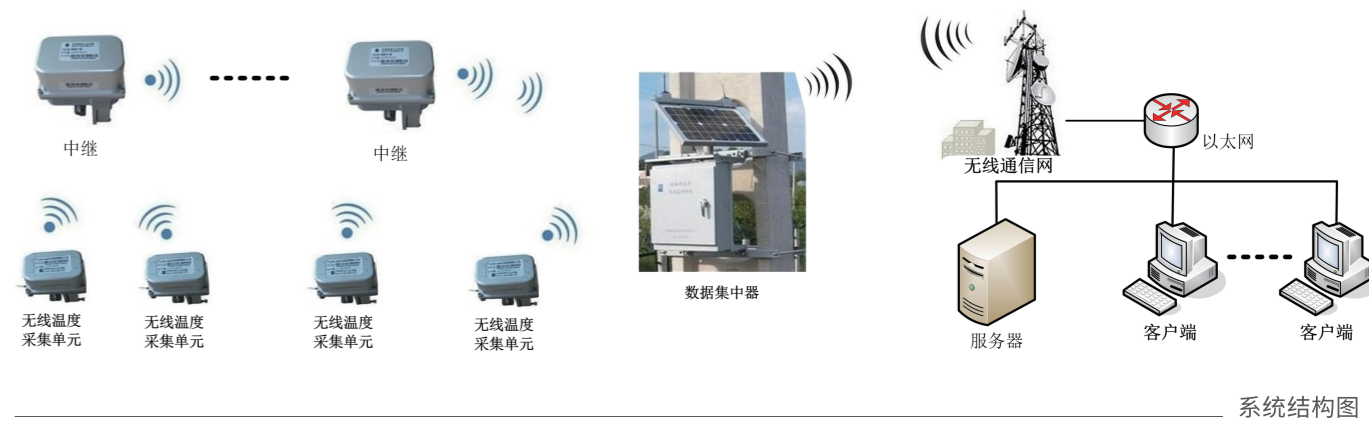 中继
中继
无线温度
采集单元
无线温度
采集单元
无线温度
采集单元
无线温度
采集单元
数据集中器
无线通信网
以太网
服务器
客户端
客户端
系统结构图